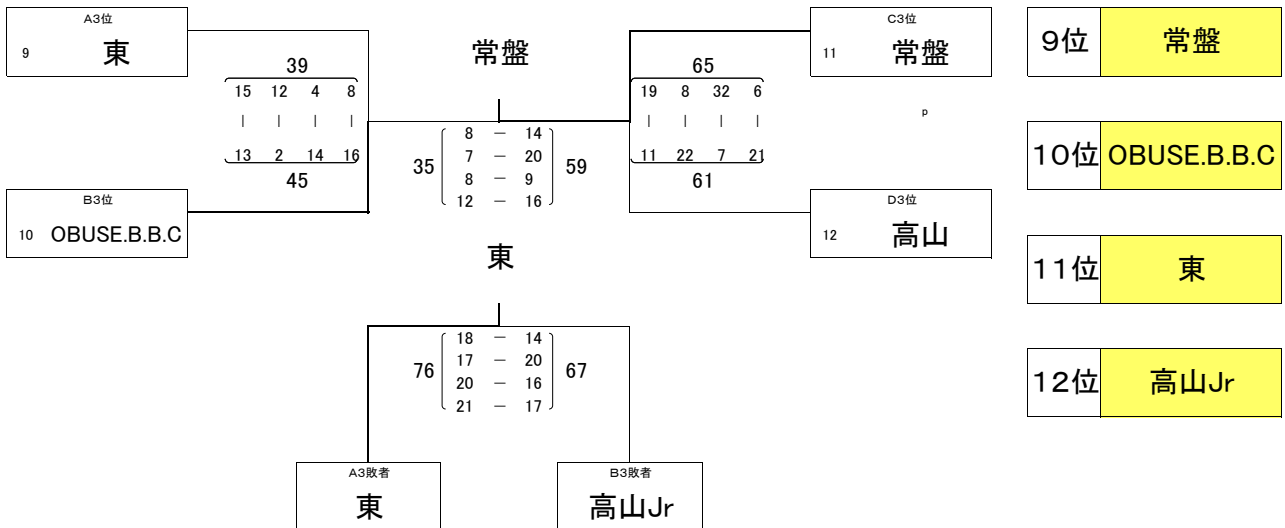 A3位
9 東
39
15 12 4 8
| | | |
13 2 14 16
45
B3位
10 OBUSE.B.B.C
常盤
35
8 － 14
7 － 20
8 － 9
12 － 16
59
65
19 8 32 6
| | | |
11 22 7 21
61
C3位
11 常盤
p
D3位
12 高山
東
76
18 － 14
17 － 20
20 － 16
21 － 17
67
A3敗者
東
B3敗者
高山Jr
9位 常盤
10位 OBUSE.B.B.C
11位 東
12位 高山Jr